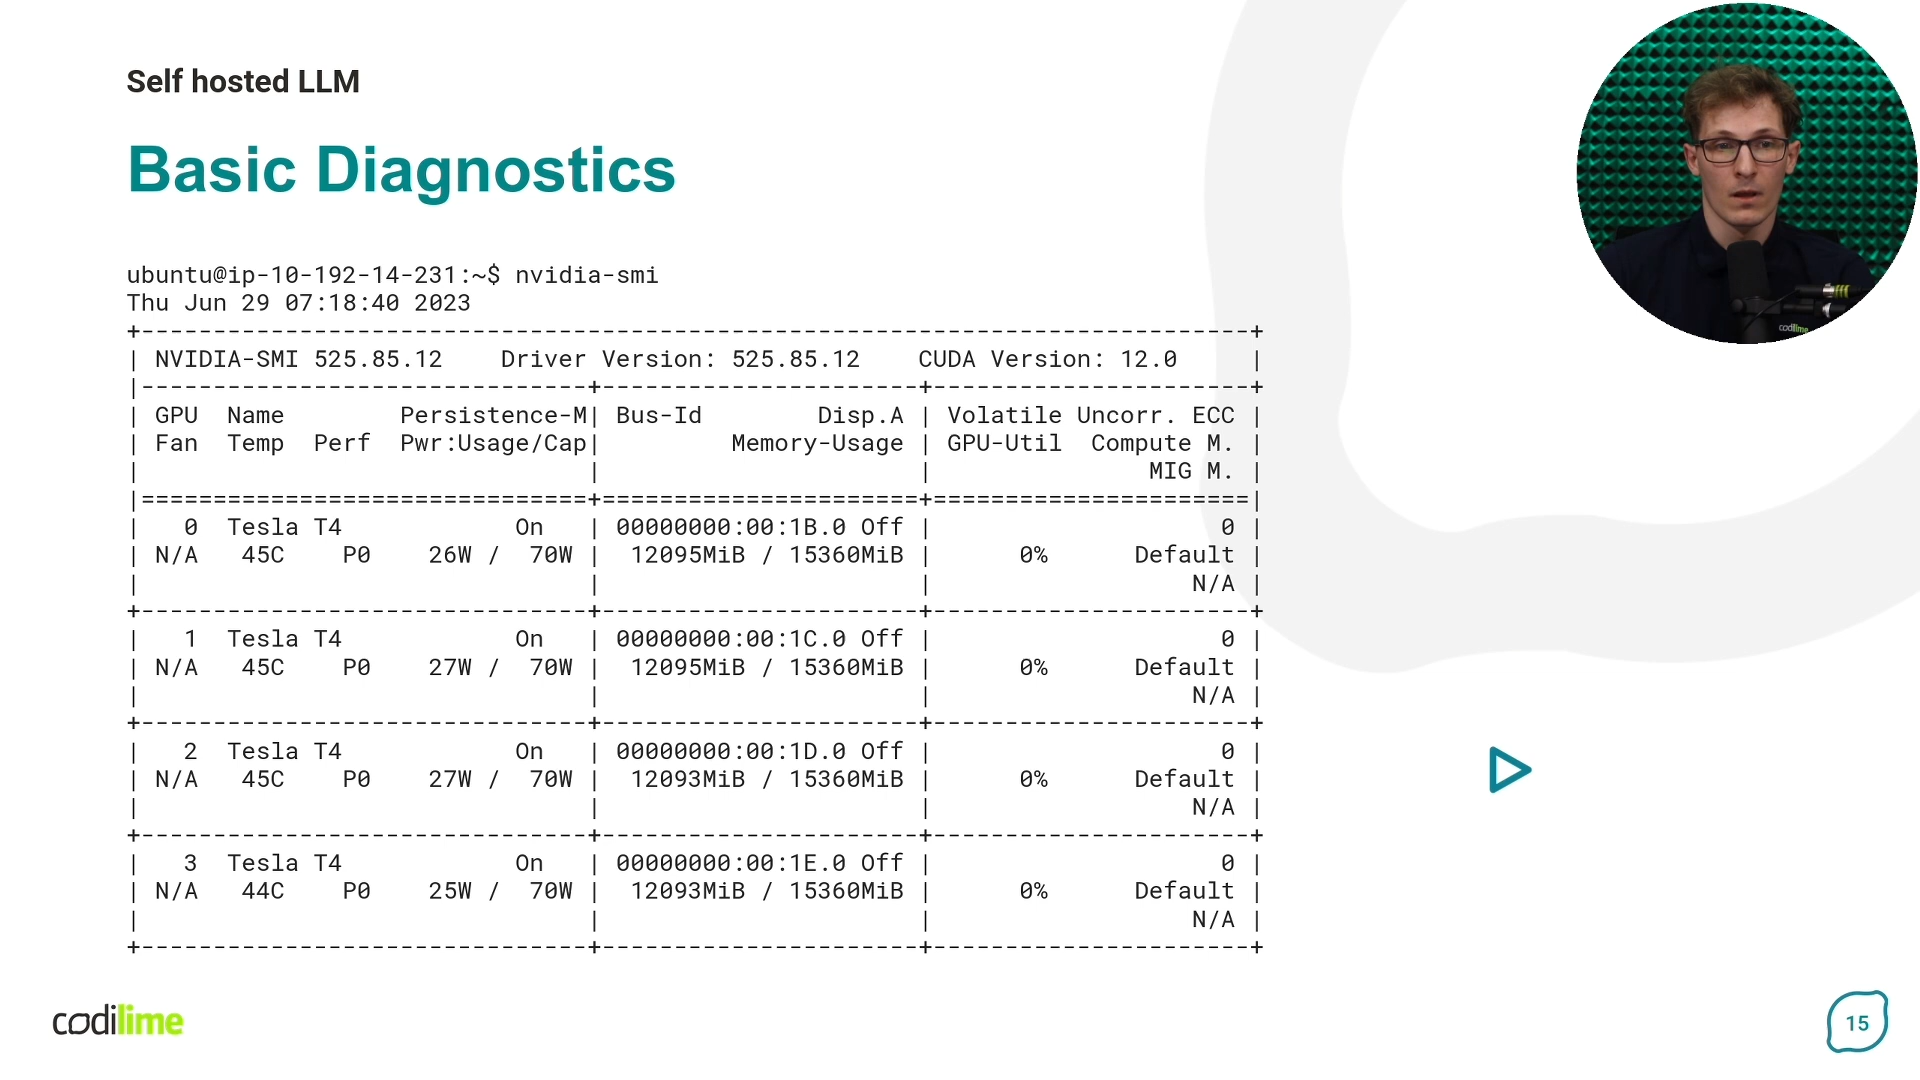 Self hosted LLM
Basic Diagnostics
ubuntu@ip-10-192-14-231:~$ nvidia-smi
Thu Jun 29 07:18:40 2023
+-----------------------------------------------------------------------------+
| NVIDIA-SMI 525.85.12    Driver Version: 525.85.12    CUDA Version: 12.0     |
|-------------------------------+----------------------+----------------------+
| GPU  Name        Persistence-M| Bus-Id        Disp.A | Volatile Uncorr. ECC |
| Fan  Temp  Perf  Pwr:Usage/Cap|         Memory-Usage | GPU-Util  Compute M. |
|                               |                      |               MIG M. |
|===============================+======================+======================|
|   0  Tesla T4            On   | 00000000:00:1B.0 Off |                    0 |
| N/A   45C    P0    26W /  70W |  12095MiB / 15360MiB |      0%      Default |
|                               |                      |                  N/A |
+-------------------------------+----------------------+----------------------+
|   1  Tesla T4            On   | 00000000:00:1C.0 Off |                    0 |
| N/A   45C    P0    27W /  70W |  12095MiB / 15360MiB |      0%      Default |
|                               |                      |                  N/A |
+-------------------------------+----------------------+----------------------+
|   2  Tesla T4            On   | 00000000:00:1D.0 Off |                    0 |
| N/A   45C    P0    27W /  70W |  12093MiB / 15360MiB |      0%      Default |
|                               |                      |                  N/A |
+-------------------------------+----------------------+----------------------+
|   3  Tesla T4            On   | 00000000:00:1E.0 Off |                    0 |
| N/A   44C    P0    25W /  70W |  12093MiB / 15360MiB |      0%      Default |
|                               |                      |                  N/A |
+-------------------------------+----------------------+----------------------+
codilime
codilime
15